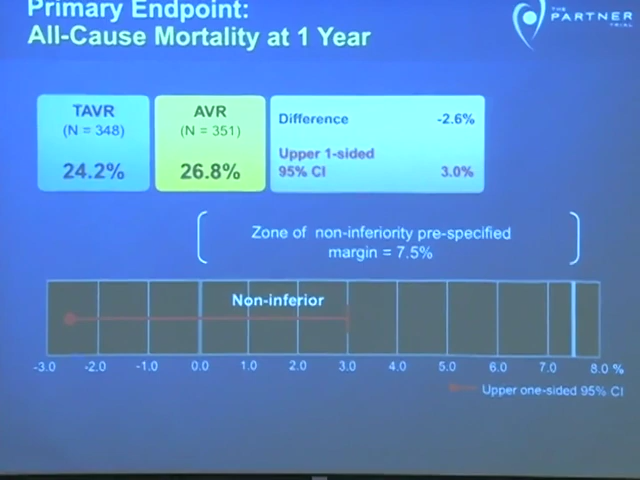 Primary Endpoint:
All-Cause Mortality at 1 Year
THE
PARTNER
TRIAL
TAVR
(N = 348)
24.2%
AVR
(N = 351)
26.8%
Difference -2.6%
Upper 1-sided
95% CI 3.0%
Zone of non-inferiority pre-specified
margin = 7.5%
Non-inferior
-3.0 -2.0 -1.0 0.0 1.0 2.0 3.0 4.0 5.0 6.0 7.0 8.0 %
Upper one-sided 95% CI